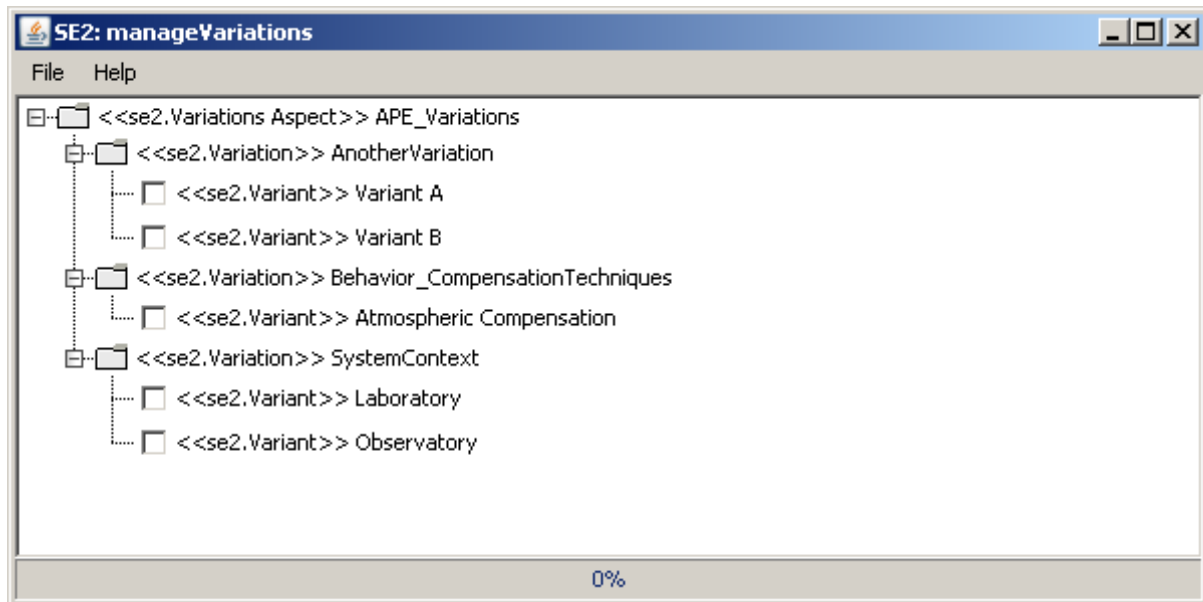 SE2: manageVariations
File Help
<<se2.Variations Aspect>> APE_Variations
<<se2.Variation>> AnotherVariation
<<se2.Variant>> Variant A
<<se2.Variant>> Variant B
<<se2.Variation>> Behavior_CompensationTechniques
<<se2.Variant>> Atmospheric Compensation
<<se2.Variation>> SystemContext
<<se2.Variant>> Laboratory
<<se2.Variant>> Observatory
0%